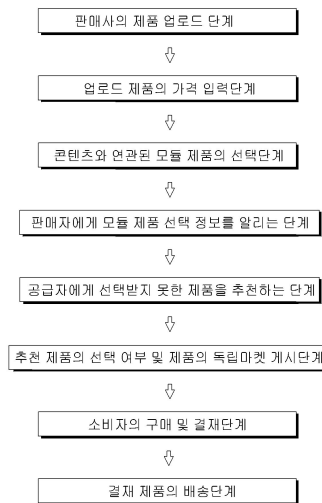 판매사의 제품 업로드 단계
업로드 제품의 가격 입력단계
콘텐츠와 연관된 모듈 제품의 선택단계
판매자에게 모듈 제품 선택 정보를 알리는 단계
공급자에게 선택받지 못한 제품을 추천하는 단계
추천 제품의 선택 여부 및 제품의 독립마켓 게시단계
소비자의 구매 및 결재단계
결재 제품의 배송단계